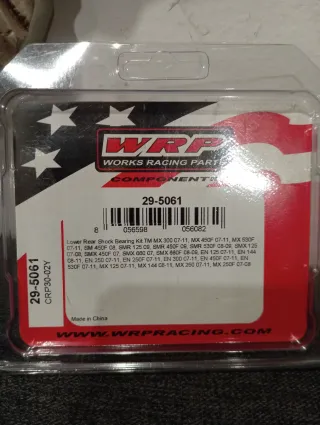 WRP
WORKS RACING PARTS
COMPONENTS
29-5061
6 056598 056082
Lower Rear Shock Bearing Kit TM MX 300 07-11, MX 450F 07-11, MX 530F
07-11, SM 450F 08, SMR 125 08, SMR 450F 08, SMR 530F 08-09, SMX 125
07-08, SMX 450F 07, SMX 660 07, SMX 660F 08-09, EN 125 07-11, EN 144
08-11, EN 250 07-11, EN 250F 07-11, EN 300 07-11, EN 450F 07-11, EN
530F 07-11, MX 125 07-11, MX 144 08-11, MX 250 07-11, MX 250F 07-08
29-5061
CRP30-02Y
Made in China
WWW.WRPRACING.COM